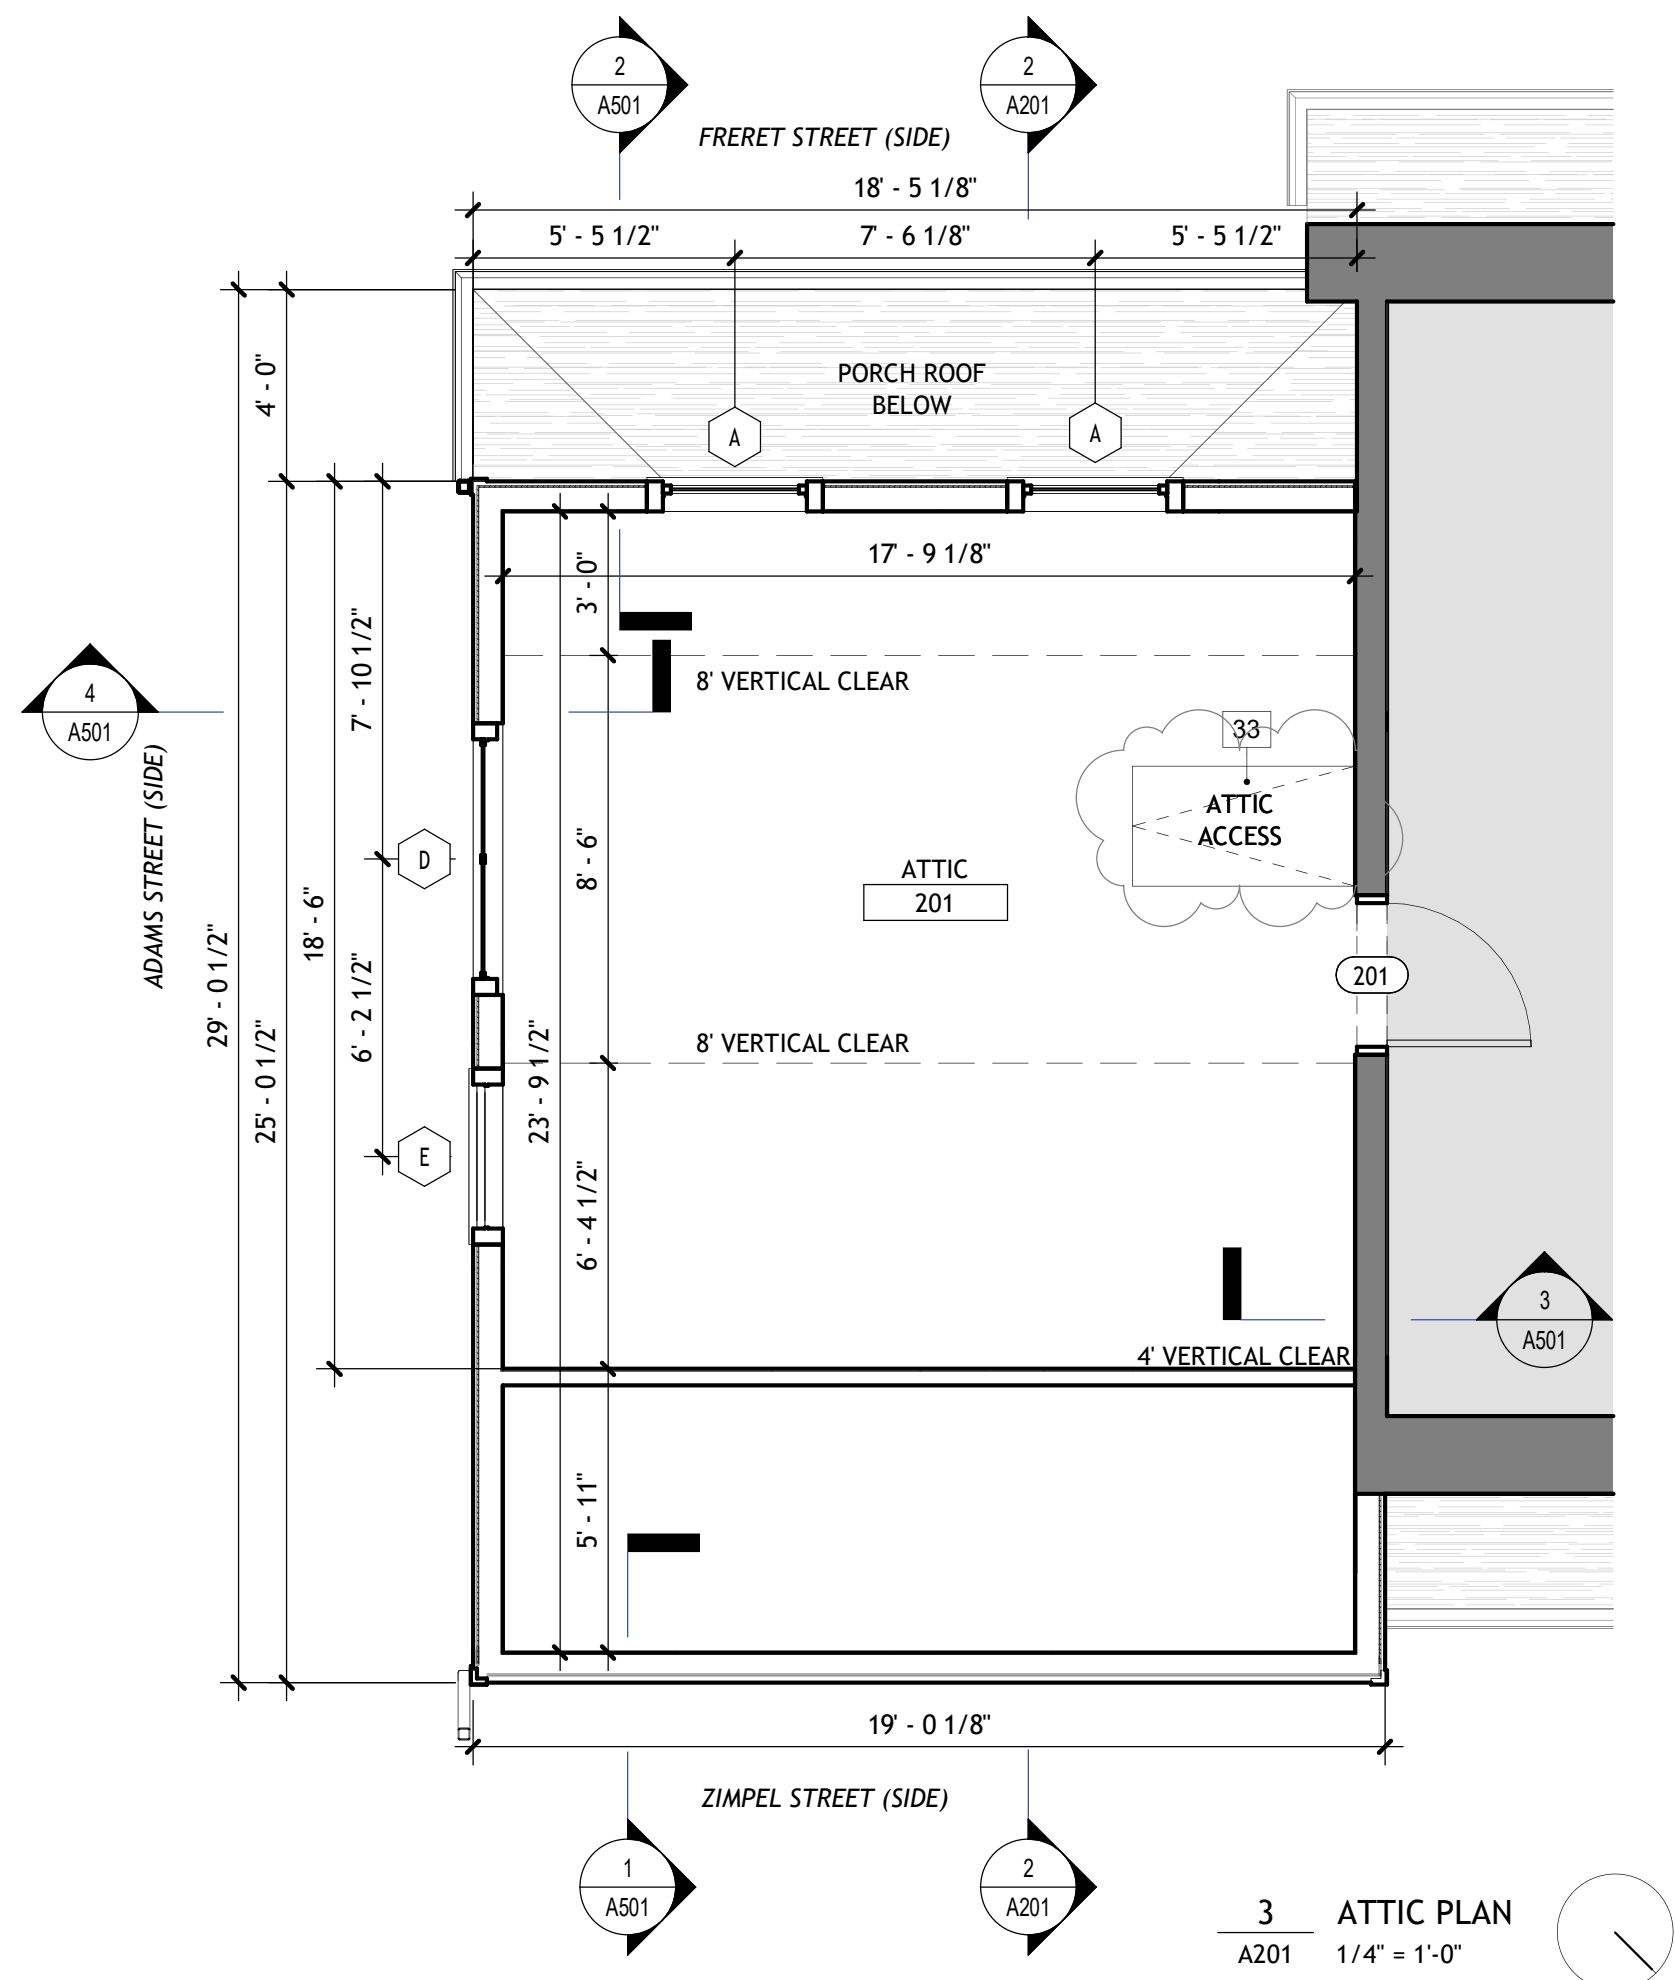 2
A501
2
A201
FRERET STREET (SIDE)
18' - 5 1/8"
5' - 5 1/2"
7' - 6 1/8"
5' - 5 1/2"
4' - 0"
PORCH ROOF
BELOW
A
A
17' - 9 1/8"
3' - 0"
7' - 10 1/2"
8' VERTICAL CLEAR
4
A501
33
ADAMS STREET (SIDE)
ATTIC
ACCESS
D
8' - 6"
ATTIC
201
18' - 6"
29' - 0 1/2"
201
6' - 2 1/2"
8' VERTICAL CLEAR
25' - 0 1/2"
23' - 9 1/2"
E
6' - 4 1/2"
3
A501
4' VERTICAL CLEAR
5' - 11"
19' - 0 1/8"
ZIMPEL STREET (SIDE)
1
A501
2
A201
3 ATTIC PLAN
A201 1/4" = 1'-0"